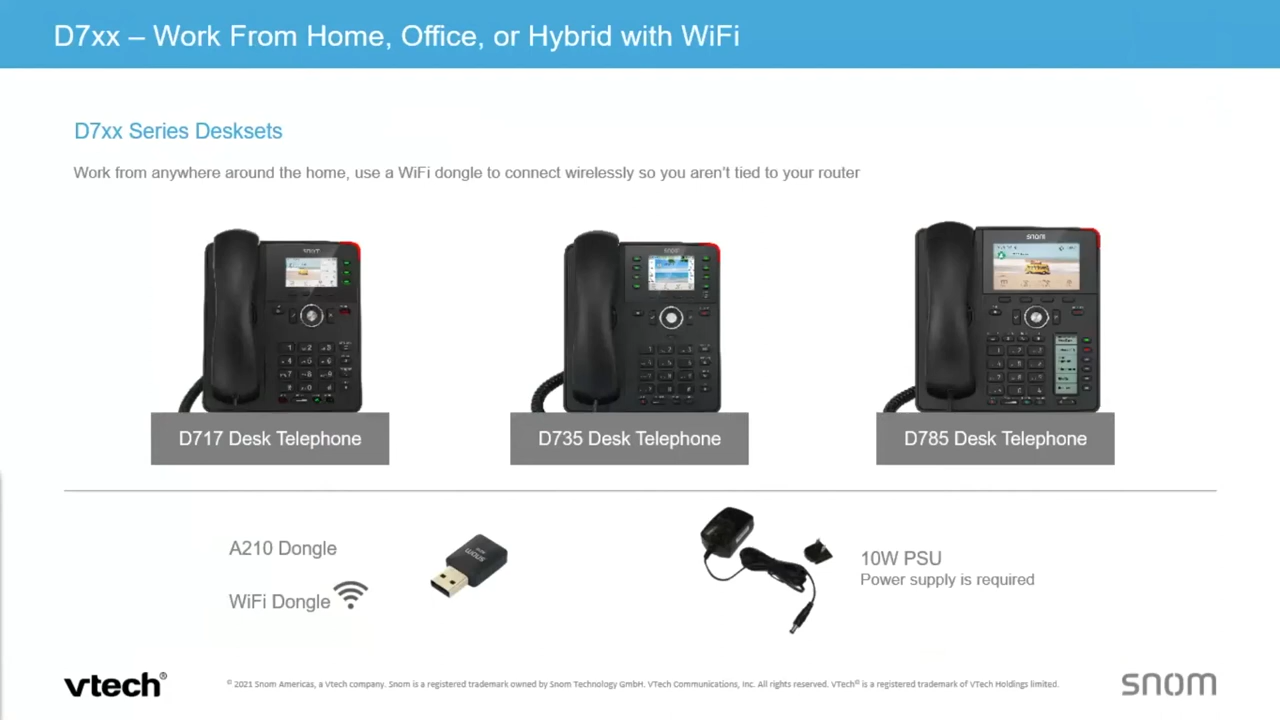 D7xx – Work From Home, Office, or Hybrid with WiFi
D7xx Series Desksets
Work from anywhere around the home, use a WiFi dongle to connect wirelessly so you aren't tied to your router
snom
snom
snom
D717 Desk Telephone
D735 Desk Telephone
D785 Desk Telephone
A210 Dongle
WiFi Dongle
snom
10W PSU
Power supply is required
vtech®
© 2021 Snom Americas, a Vtech company. Snom is a registered trademark owned by Snom Technology GmbH. VTech Communications, Inc. All rights reserved. VTech® is a registered trademark of VTech Holdings limited.
snom